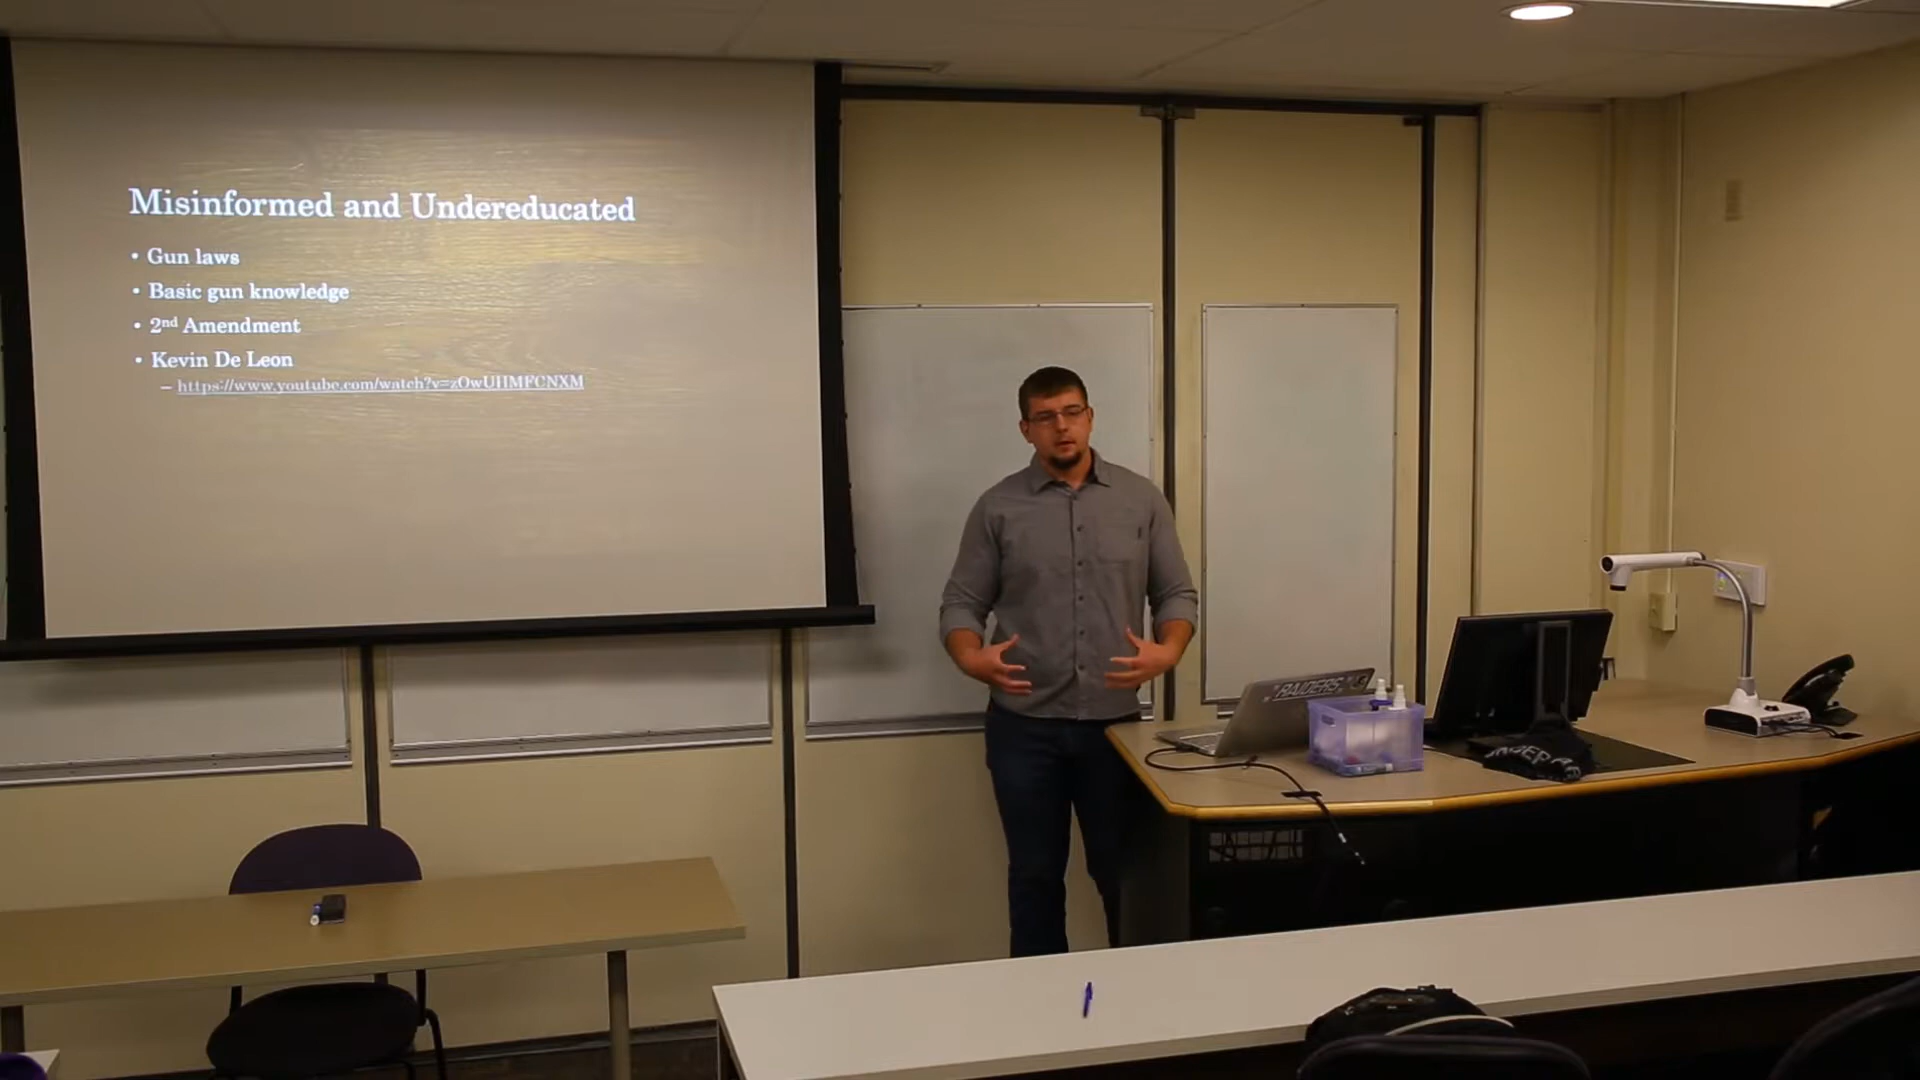 Misinformed and Undereducated
• Gun laws
• Basic gun knowledge
• 2nd Amendment
• Kevin De Leon
– https://www.youtube.com/watch?v=zOwUHMFCNXM
RAIDERS